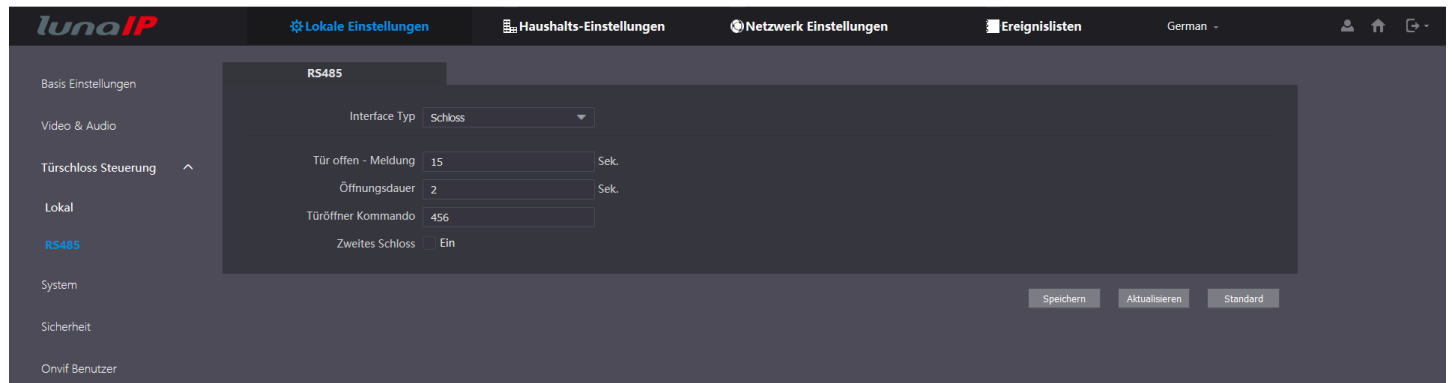 lunaIP
Lokale Einstellungen
Haushalts-Einstellungen
Netzwerk Einstellungen
Ereignislisten
German
Basis Einstellungen
Video & Audio
Türschloss Steuerung
Lokal
RS485
System
Sicherheit
Onvif Benutzer
RS485
Interface Typ Schloss
Tür offen - Meldung 15 Sek.
Öffnungsdauer 2 Sek.
Türöffner Kommando 456
Zweites Schloss Ein
Speichern Aktualisieren Standard